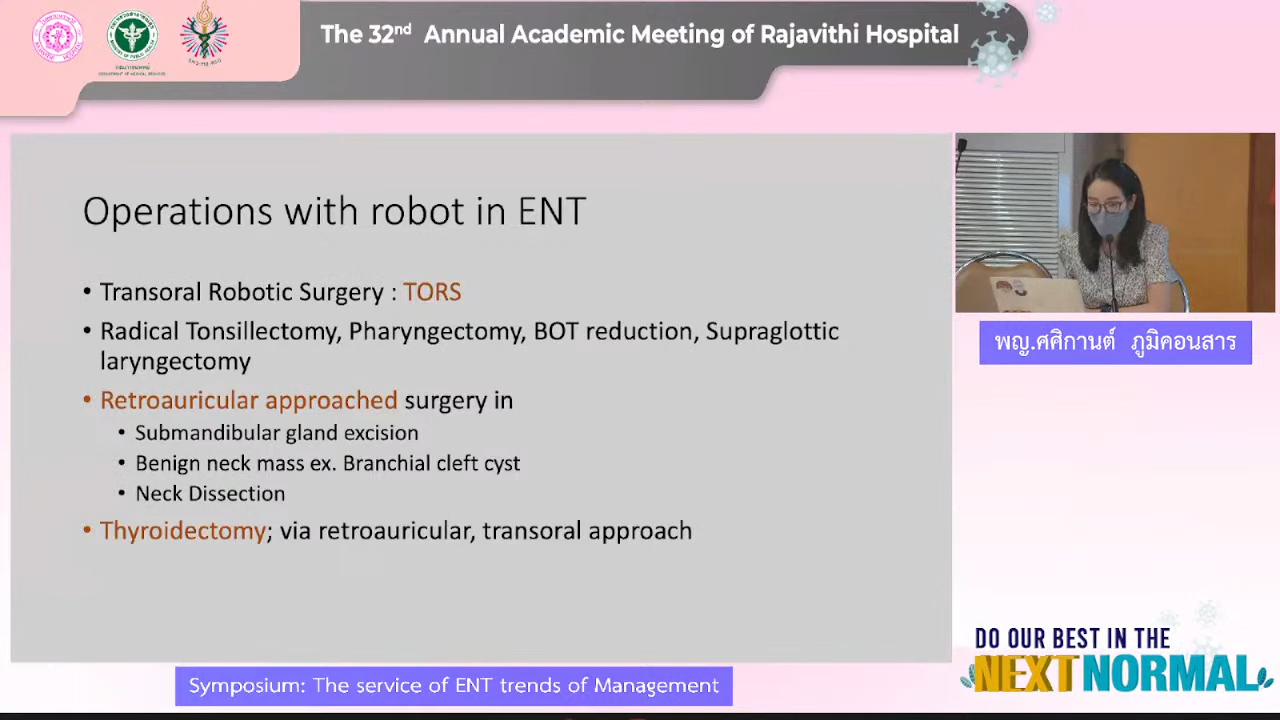 The 32nd Annual Academic Meeting of Rajavithi Hospital
Operations with robot in ENT
• Transoral Robotic Surgery : TORS
• Radical Tonsillectomy, Pharyngectomy, BOT reduction, Supraglottic
laryngectomy
• Retroauricular approached surgery in
• Submandibular gland excision
• Benign neck mass ex. Branchial cleft cyst
• Neck Dissection
• Thyroidectomy; via retroauricular, transoral approach
พญ.ศศิกานต์ ภูมิคอนสาร
DO OUR BEST IN THE
NEXT NORMAL
Symposium: The service of ENT trends of Management